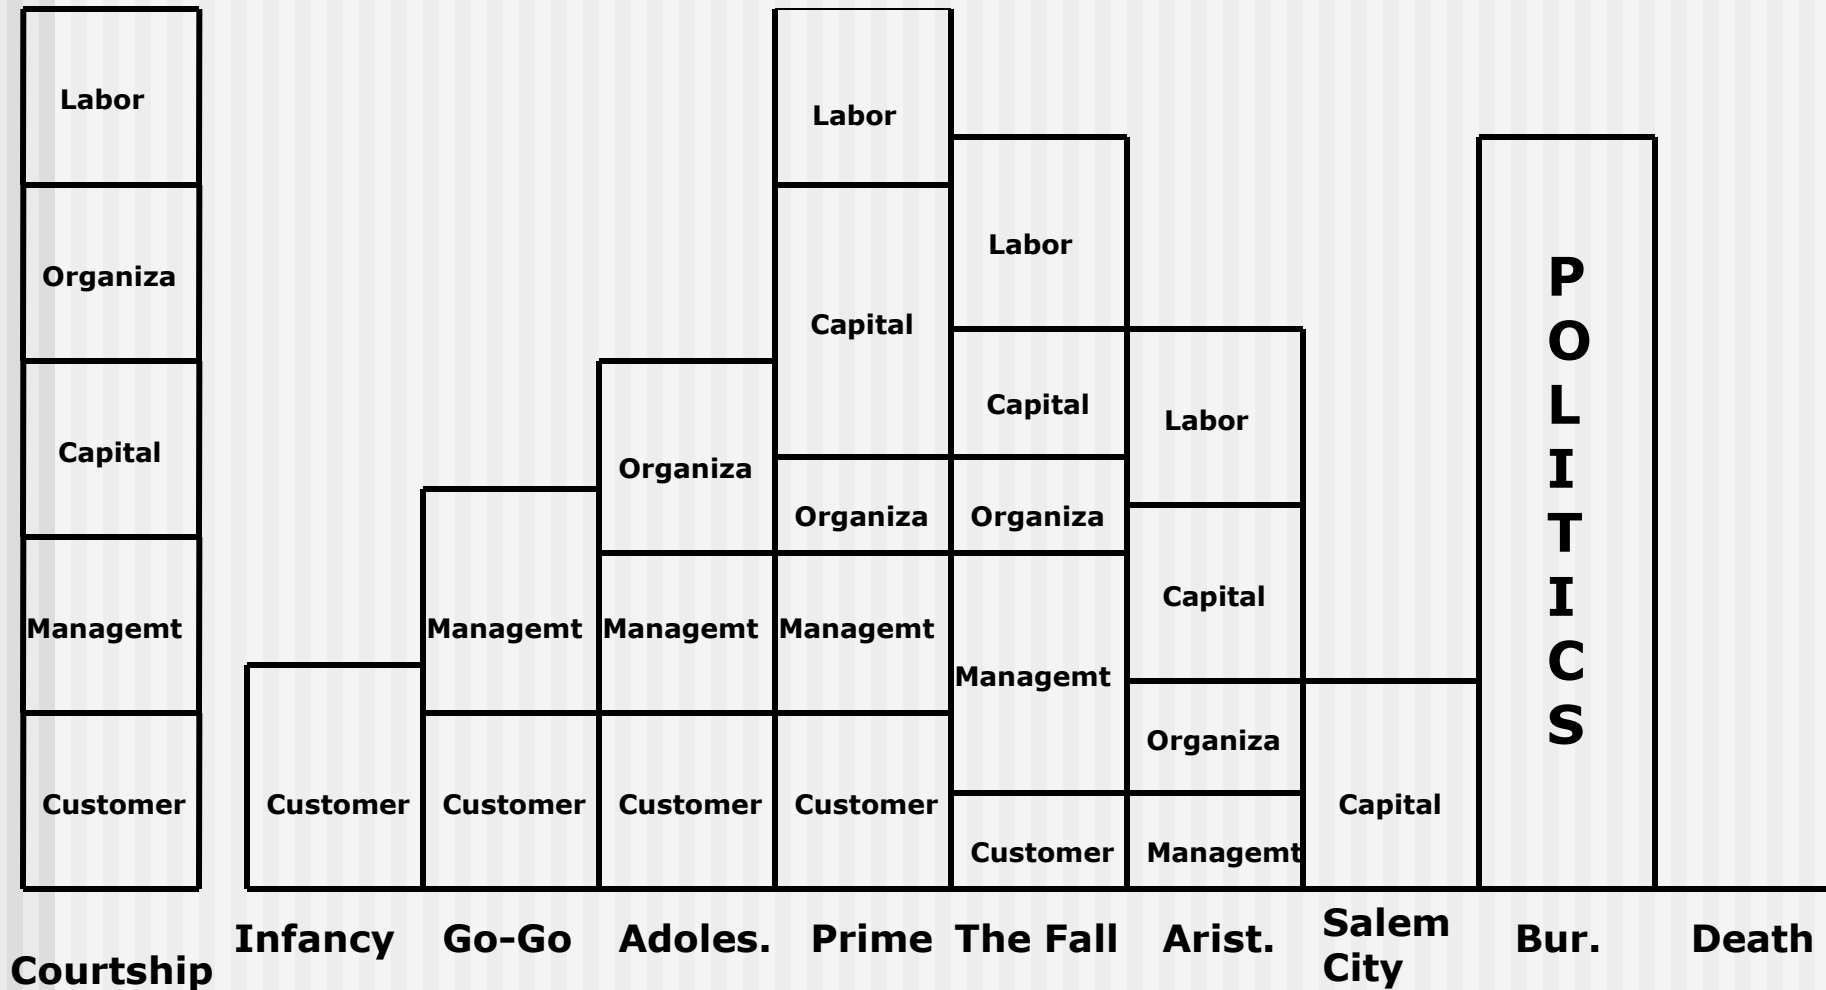 Labor
Organiza
Capital
Managemt
Customer
Courtship
Customer
Infancy
Managemt
Customer
Go-Go
Organiza
Managemt
Customer
Adoles.
Labor
Capital
Organiza
Managemt
Customer
Prime
Labor
Capital
Organiza
Managemt
Customer
The Fall
Labor
Capital
Organiza
Managemt
Arist.
Capital
Salem
City
P
O
L
I
T
I
C
S
Bur.
Death